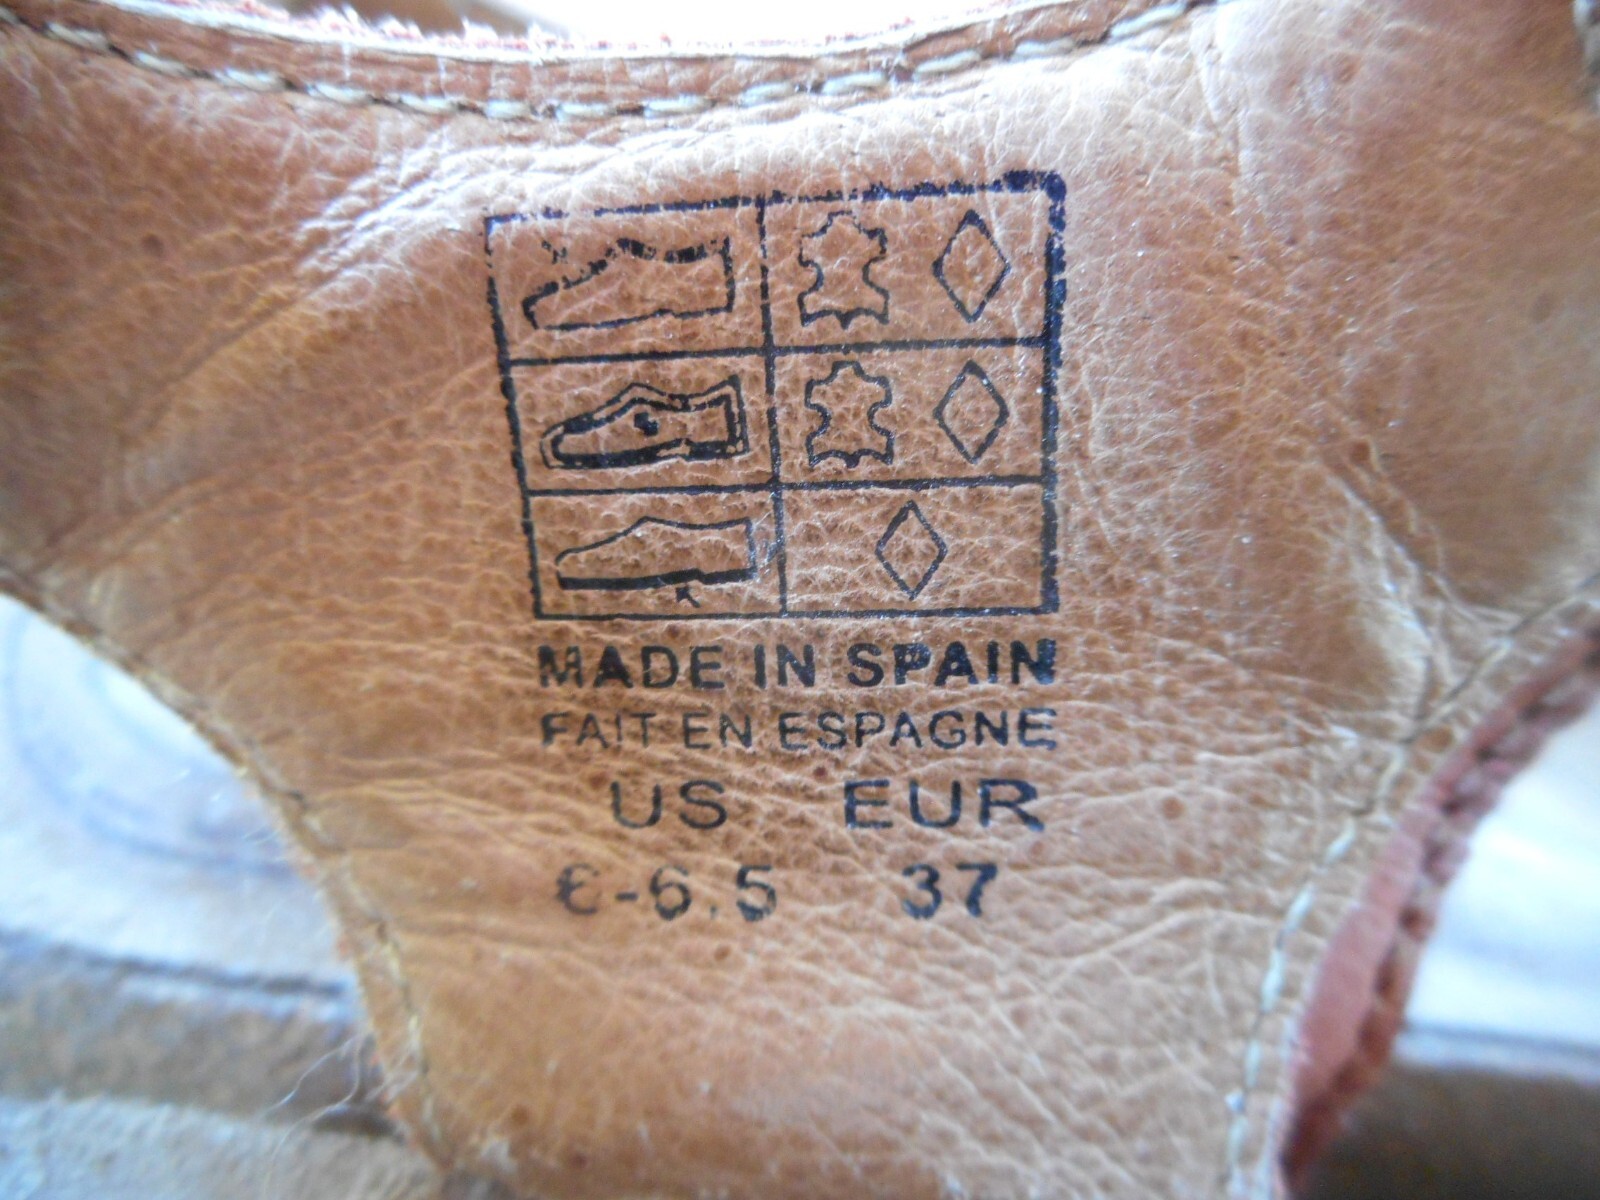 MADE IN SPAIN
FAIT EN ESPAGNE
US EUR
6-6.5 37